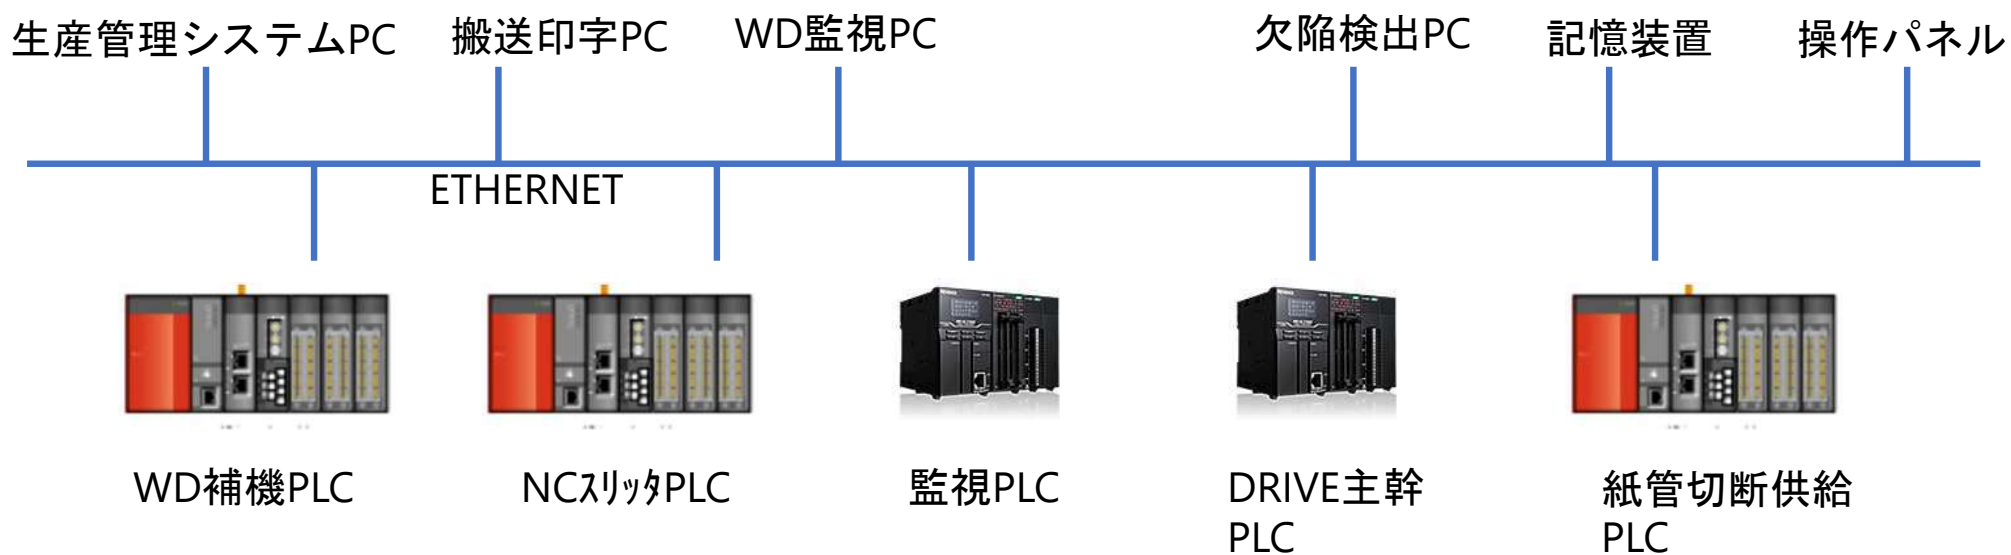 生産管理システムPC
搬送印字PC
WD監視PC
欠陥検出PC
記憶装置
操作パネル
ETHERNET
WD補機PLC
NCｽﾘｯﾀPLC
監視PLC
DRIVE主幹
PLC
紙管切断供給
PLC